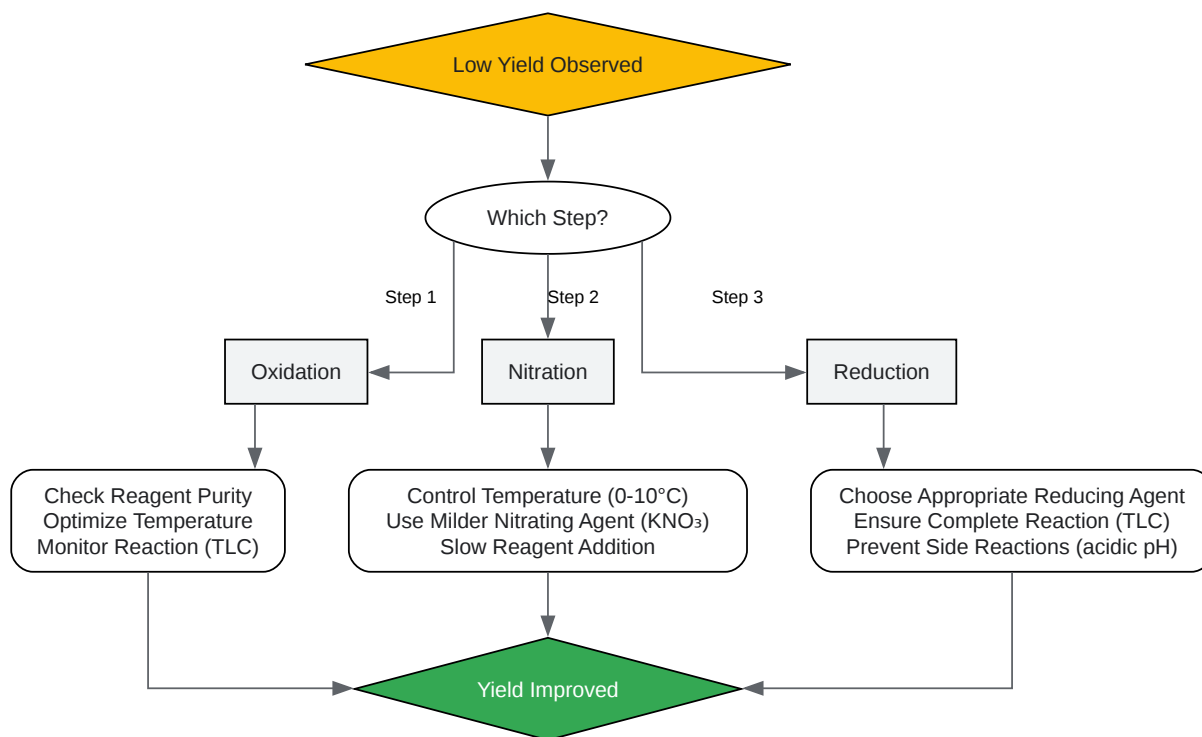 Low Yield Observed
Which Step?
Step 1
Step 2
Step 3
Oxidation
Nitration
Reduction
Check Reagent Purity
Optimize Temperature
Monitor Reaction (TLC)
Control Temperature (0-10°C)
Use Milder Nitrating Agent (KNO₃)
Slow Reagent Addition
Choose Appropriate Reducing Agent
Ensure Complete Reaction (TLC)
Prevent Side Reactions (acidic pH)
Yield Improved